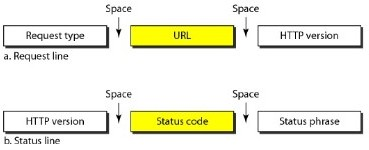 Space Space
Request type URL HTTP version
a. Request line
Space Space
HTTP version Status code Status phrase
b. Status line